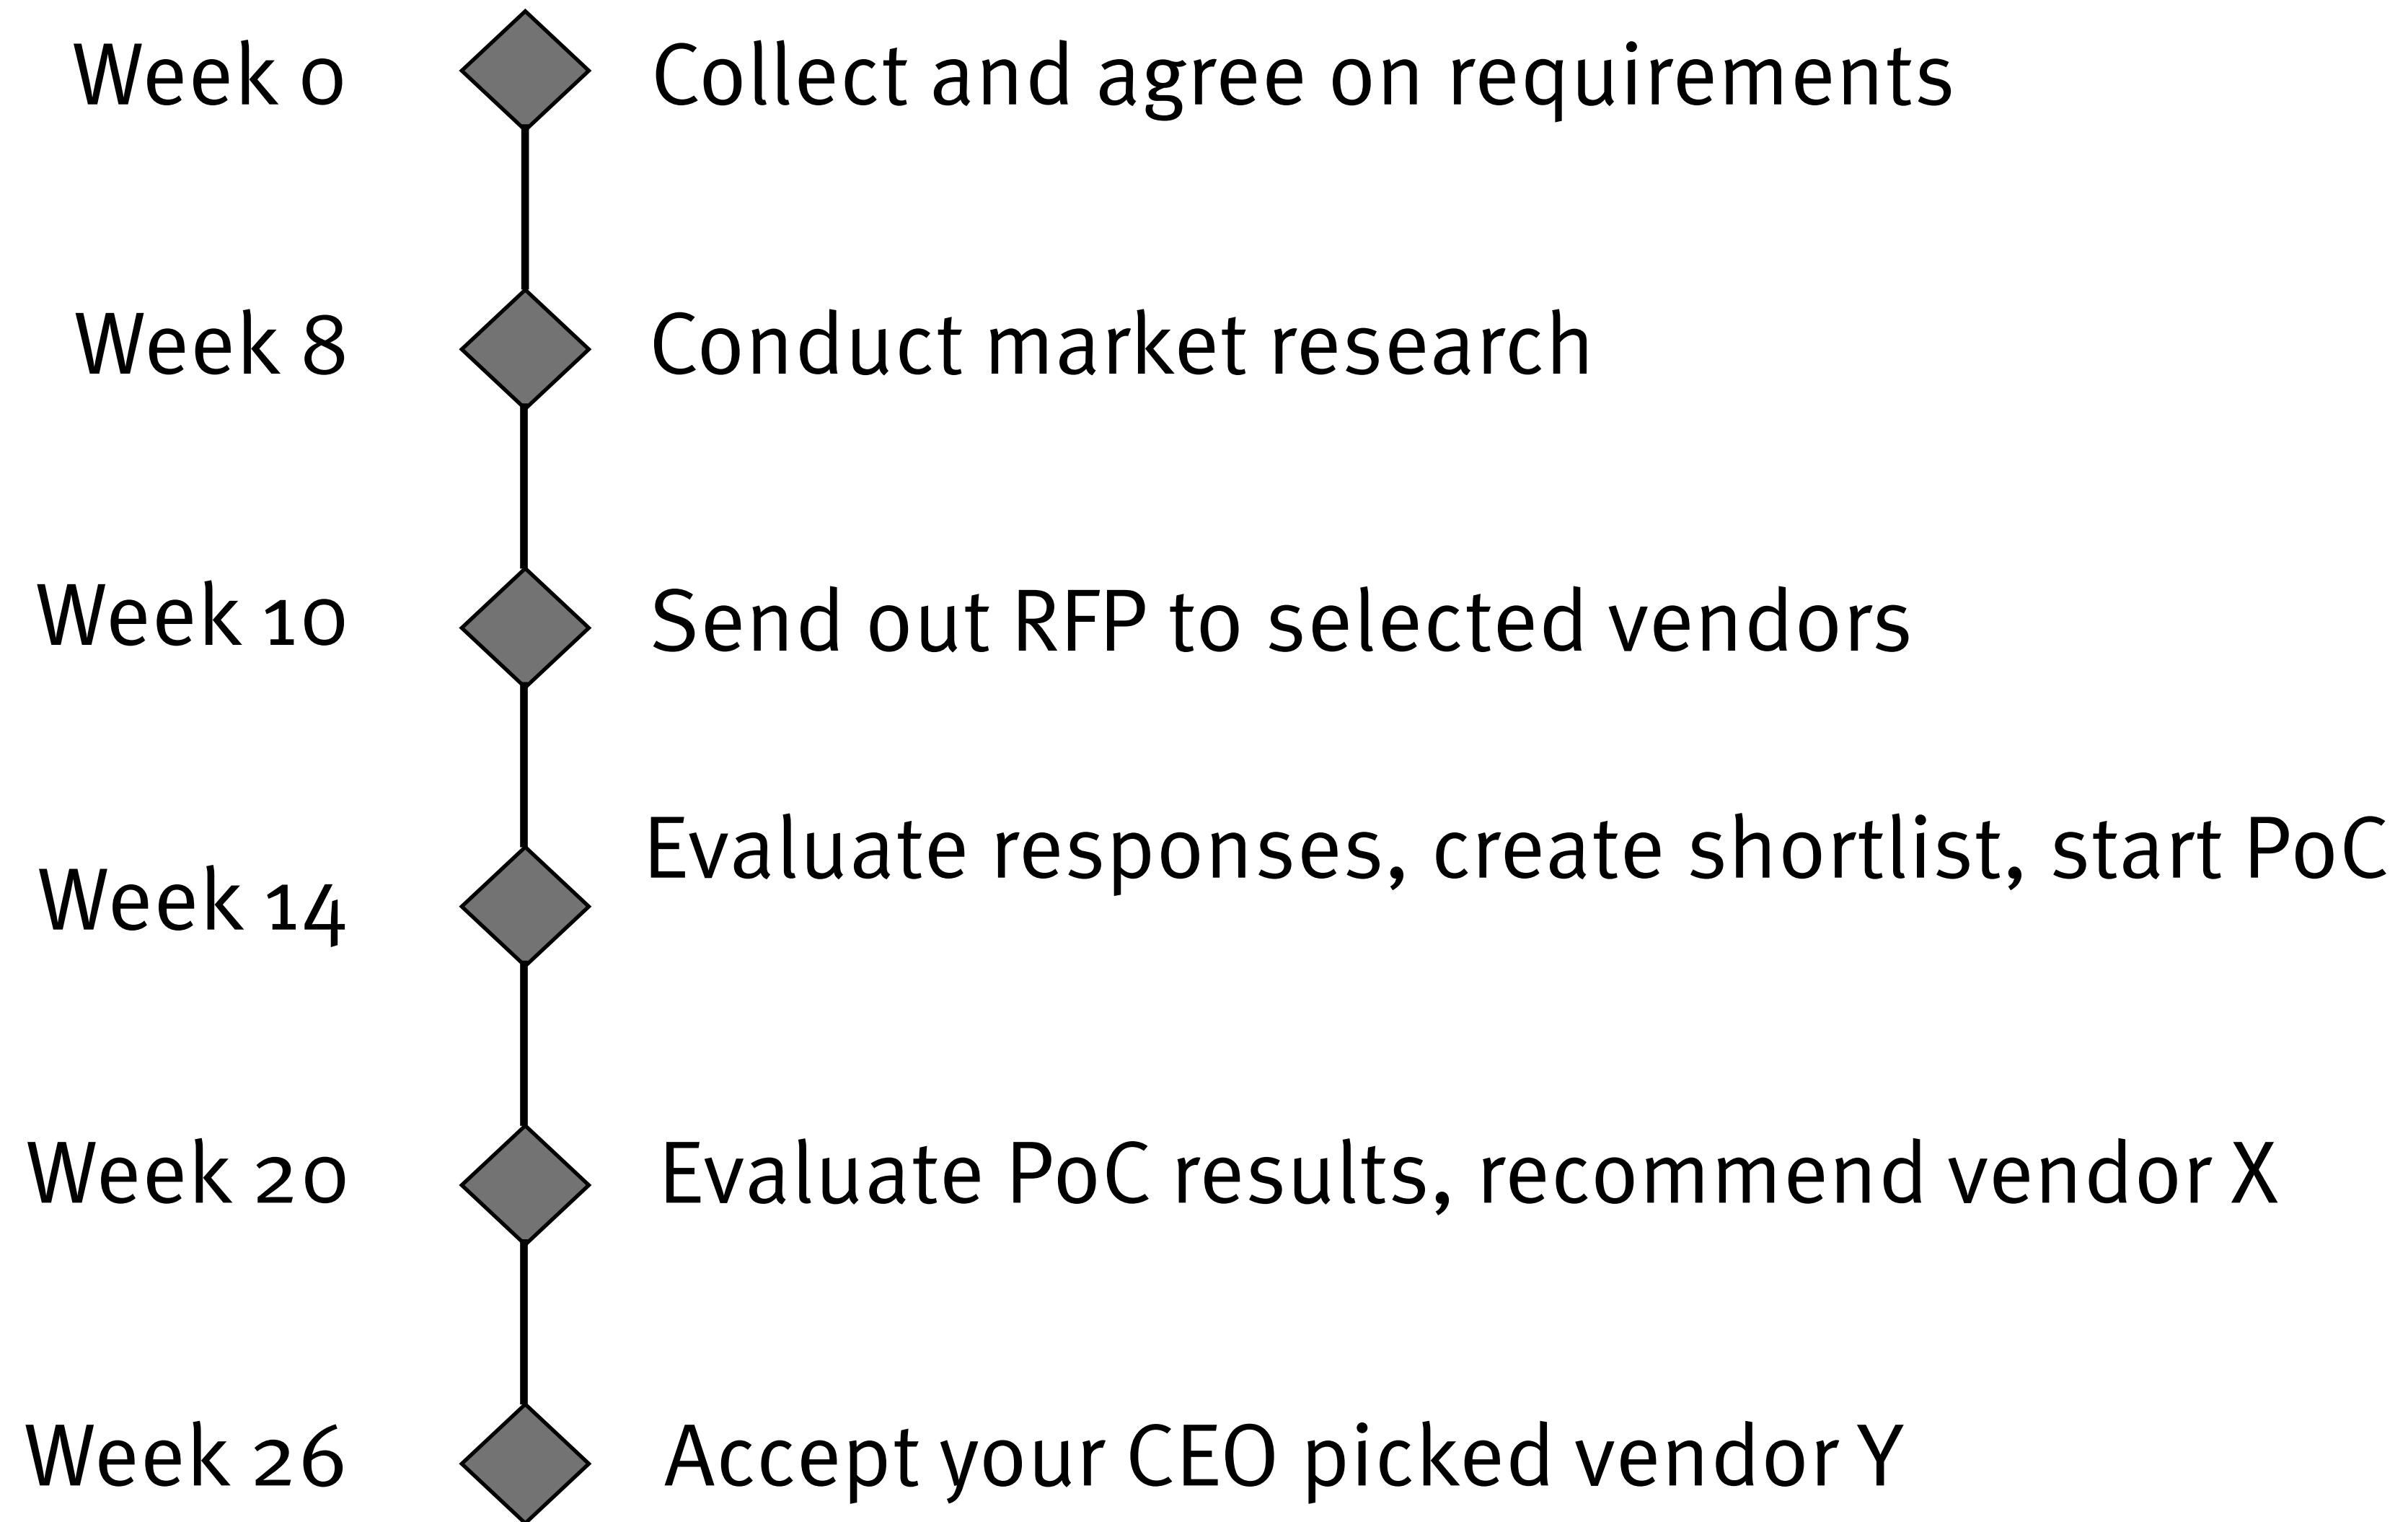 Week 0 Collect and agree on requirements
Week 8 Conduct market research
Week 10 Send out RFP to selected vendors
Week 14 Evaluate responses, create shortlist, start PoC
Week 20 Evaluate PoC results, recommend vendor X
Week 26 Accept your CEO picked vendor Y